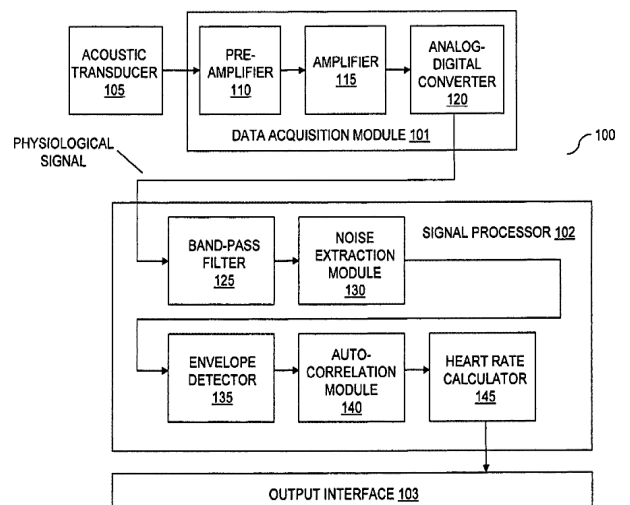 ACOUSTIC
TRANSDUCER
105
PRE-
AMPLIFIER
110
AMPLIFIER
115
ANALOG-
DIGITAL
CONVERTER
120
DATA ACQUISITION MODULE 101
PHYSIOLOGICAL
SIGNAL
100
BAND-PASS
FILTER
125
NOISE
EXTRACTION
MODULE
130
SIGNAL PROCESSOR 102
ENVELOPE
DETECTOR
135
AUTO-
CORRELATION
MODULE
140
HEART RATE
CALCULATOR
145
OUTPUT INTERFACE 103